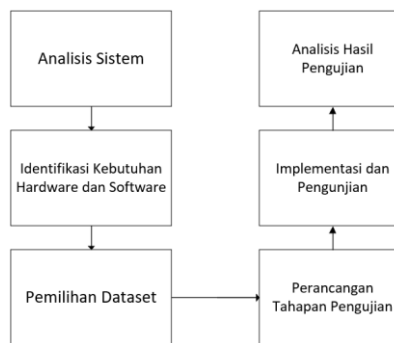 Analisis Sistem
Identifikasi Kebutuhan
Hardware dan Software
Pemilihan Dataset
Perancangan
Tahapan Pengujian
Implementasi dan
Pengunjian
Analisis Hasil
Pengujian